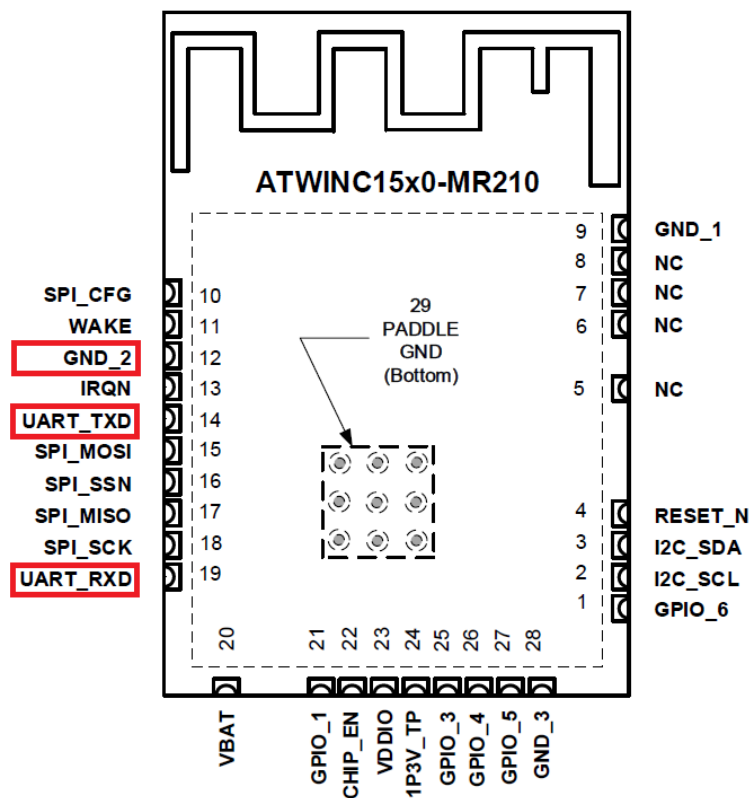 ATWINC15x0-MR210
9 GND_1
8 NC
7 NC
6 NC
5 NC
4 RESET_N
3 I2C_SDA
2 I2C_SCL
1 GPIO_6
29
PADDLE
GND
(Bottom)
SPI_CFG 10
WAKE 11
GND_2 12
IRQN 13
UART_TXD 14
SPI_MOSI 15
SPI_SSN 16
SPI_MISO 17
SPI_SCK 18
UART_RXD 19
20 VBAT
21 GPIO_1
22 CHIP_EN
23 VDDIO
24 1P3V_TP
25 GPIO_3
26 GPIO_4
27 GPIO_5
28 GND_3